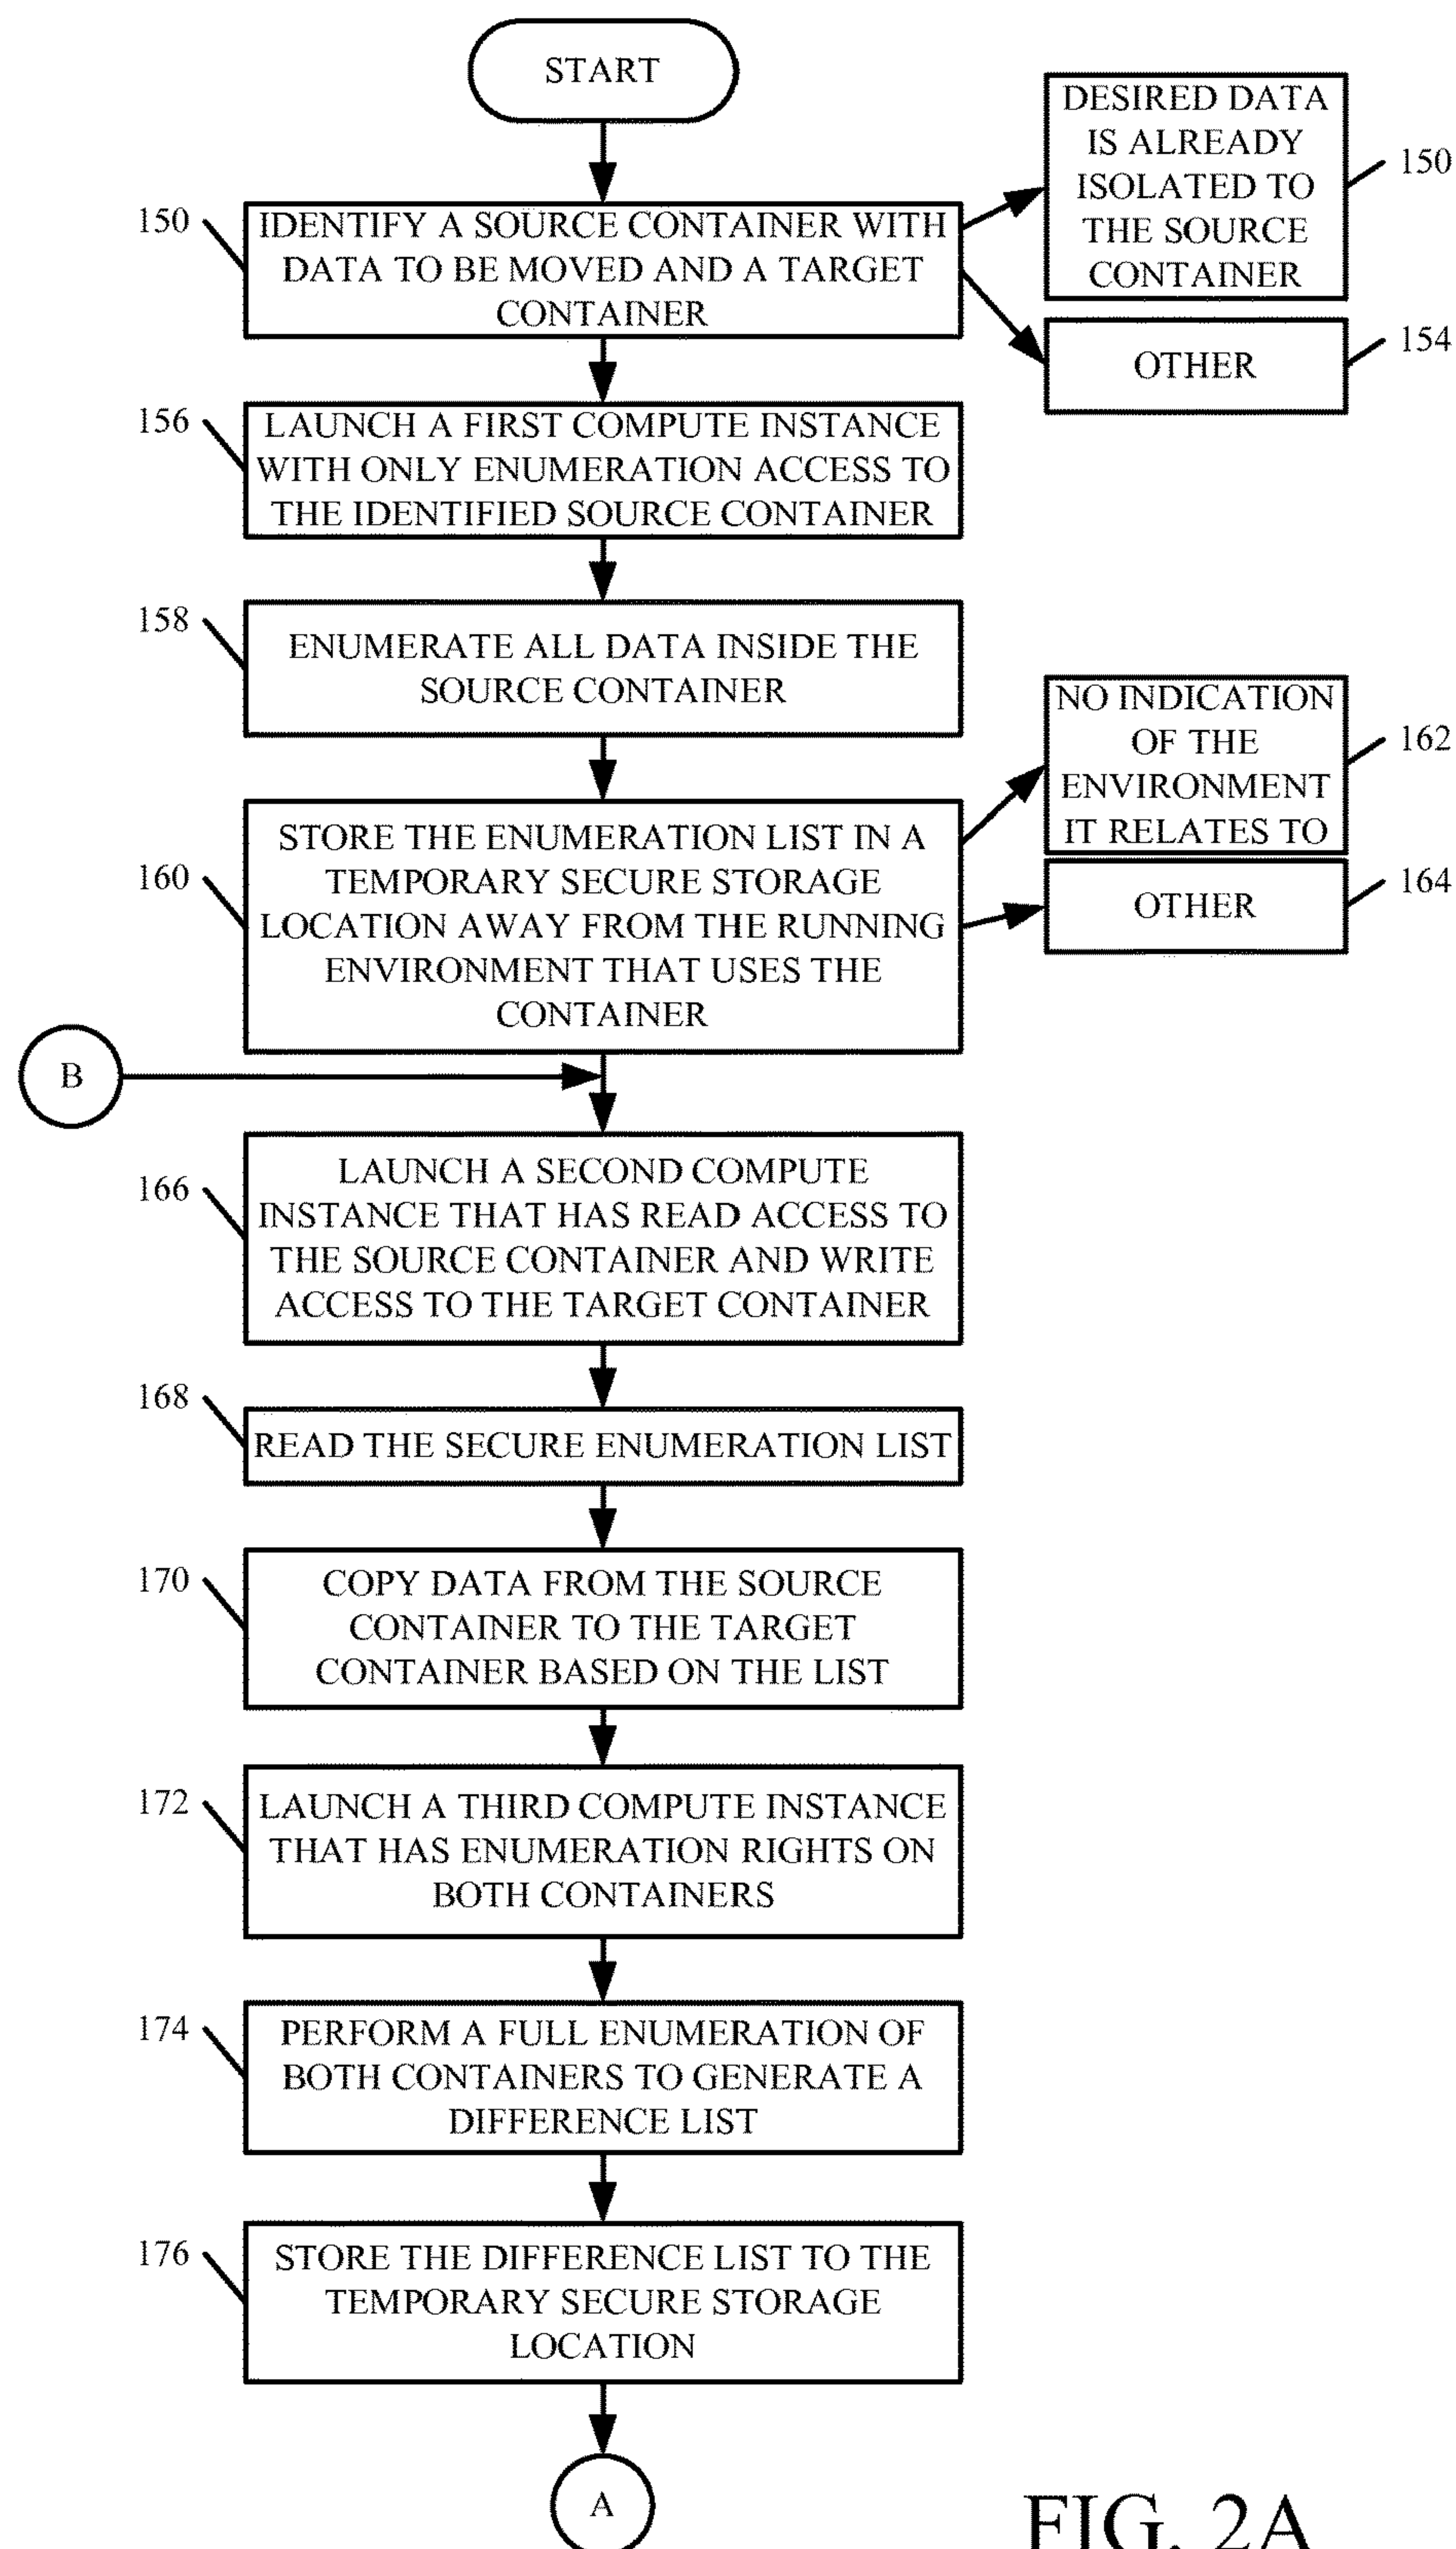 START
150
IDENTIFY A SOURCE CONTAINER WITH
DATA TO BE MOVED AND A TARGET
CONTAINER
DESIRED DATA
IS ALREADY
ISOLATED TO
THE SOURCE
CONTAINER
150
OTHER
154
156
LAUNCH A FIRST COMPUTE INSTANCE
WITH ONLY ENUMERATION ACCESS TO
THE IDENTIFIED SOURCE CONTAINER
158
ENUMERATE ALL DATA INSIDE THE
SOURCE CONTAINER
160
STORE THE ENUMERATION LIST IN A
TEMPORARY SECURE STORAGE
LOCATION AWAY FROM THE RUNNING
ENVIRONMENT THAT USES THE
CONTAINER
NO INDICATION
OF THE
ENVIRONMENT
IT RELATES TO
162
OTHER
164
B
166
LAUNCH A SECOND COMPUTE
INSTANCE THAT HAS READ ACCESS TO
THE SOURCE CONTAINER AND WRITE
ACCESS TO THE TARGET CONTAINER
168
READ THE SECURE ENUMERATION LIST
170
COPY DATA FROM THE SOURCE
CONTAINER TO THE TARGET
CONTAINER BASED ON THE LIST
172
LAUNCH A THIRD COMPUTE INSTANCE
THAT HAS ENUMERATION RIGHTS ON
BOTH CONTAINERS
174
PERFORM A FULL ENUMERATION OF
BOTH CONTAINERS TO GENERATE A
DIFFERENCE LIST
176
STORE THE DIFFERENCE LIST TO THE
TEMPORARY SECURE STORAGE
LOCATION
A
FIG. 2A